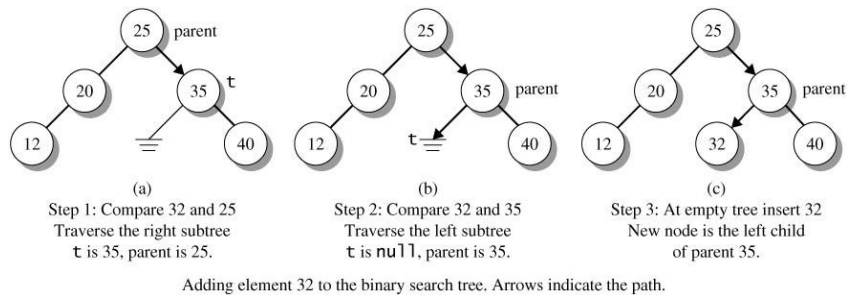 25 parent
20 35 t
12 40
(a)
Step 1: Compare 32 and 25
Traverse the right subtree
t is 35, parent is 25.
25
20 35 parent
12 t 40
(b)
Step 2: Compare 32 and 35
Traverse the left subtree
t is null, parent is 35.
25
20 35 parent
12 32 40
(c)
Step 3: At empty tree insert 32
New node is the left child
of parent 35.
Adding element 32 to the binary search tree. Arrows indicate the path.